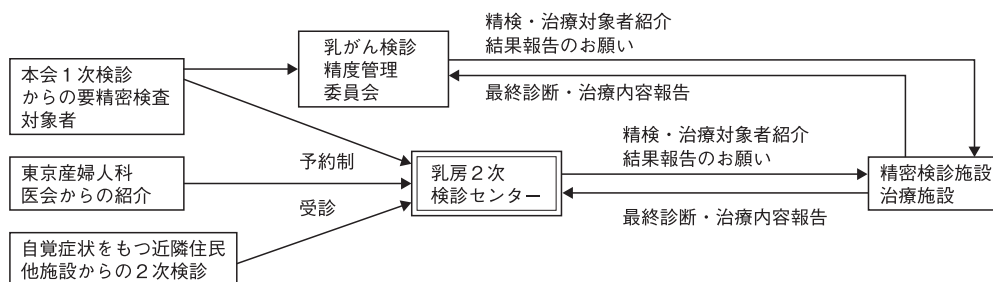 本会１次検診
からの要精密検査
対象者
東京産婦人科
医会からの紹介
自覚症状をもつ近隣住民
他施設からの２次検診
乳がん検診
精度管理
委員会
予約制
受診
乳房２次
検診センター
精検・治療対象者紹介
結果報告のお願い
最終診断・治療内容報告
精検・治療対象者紹介
結果報告のお願い
最終診断・治療内容報告
精密検診施設
治療施設